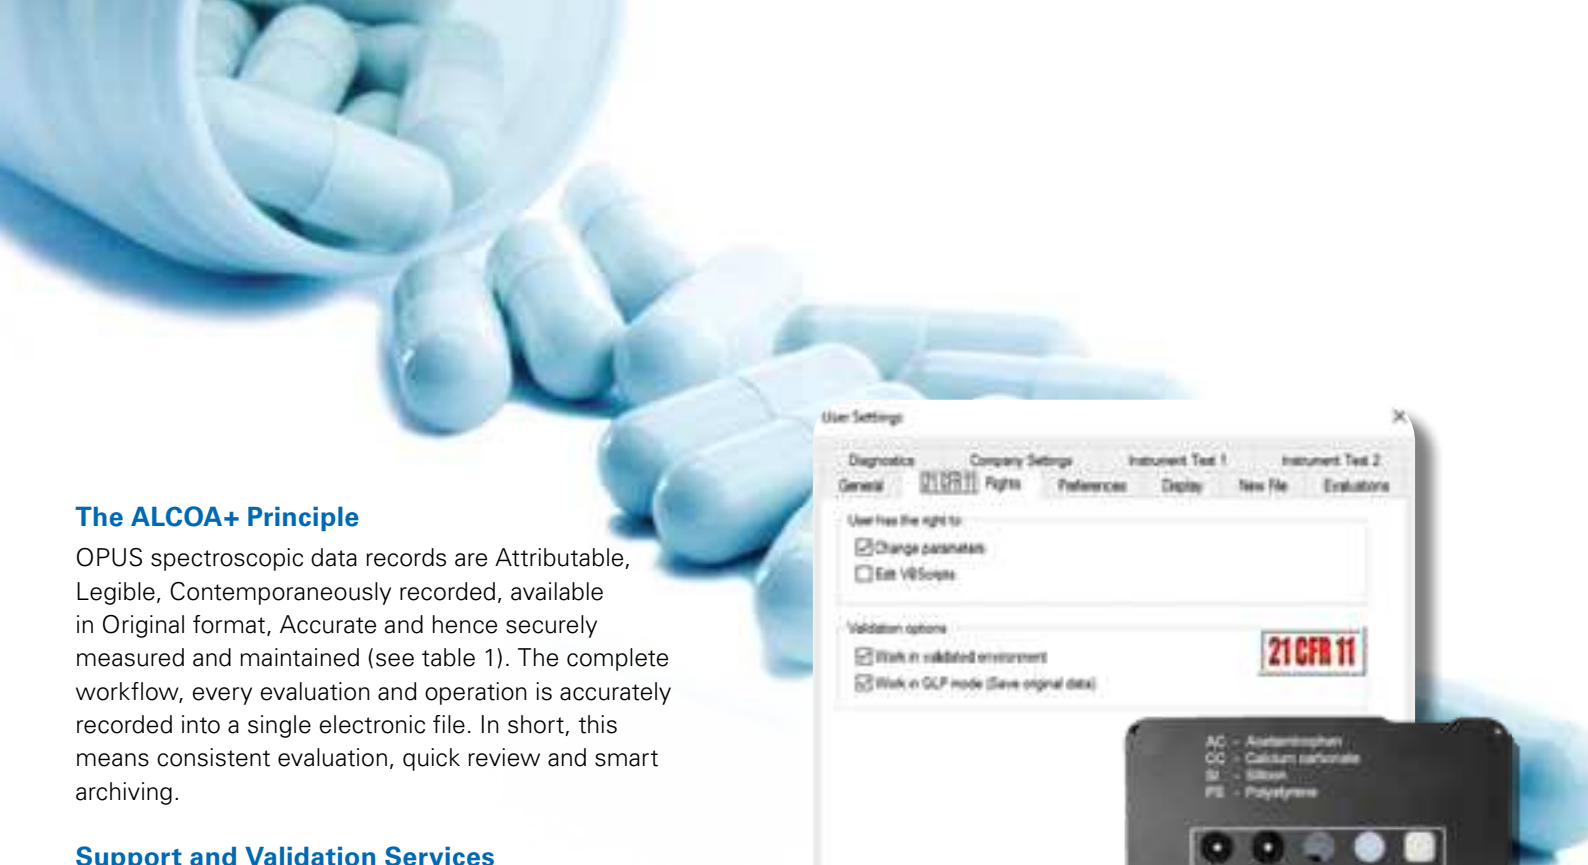 The ALCOA+ Principle
OPUS spectroscopic data records are Attributable,
Legible, Contemporaneously recorded, available
in Original format, Accurate and hence securely
measured and maintained (see table 1). The complete
workflow, every evaluation and operation is accurately
recorded into a single electronic file. In short, this
means consistent evaluation, quick review and smart
archiving.
Support and Validation Services
User Settings
Diagnostics Company Settings Instrument Test 1 Instrument Test 2
General 21 CFR 11 Rights Preferences Display New File Evaluations
User has the right to:
Change parameters
Edit VBScripts
Validation options
Work in validated environment
21 CFR 11
Work in GLP mode (Save original data)
AC - Acetaminophen
CC - Calcium carbonate
SI - Silicon
PS - Polystyrene